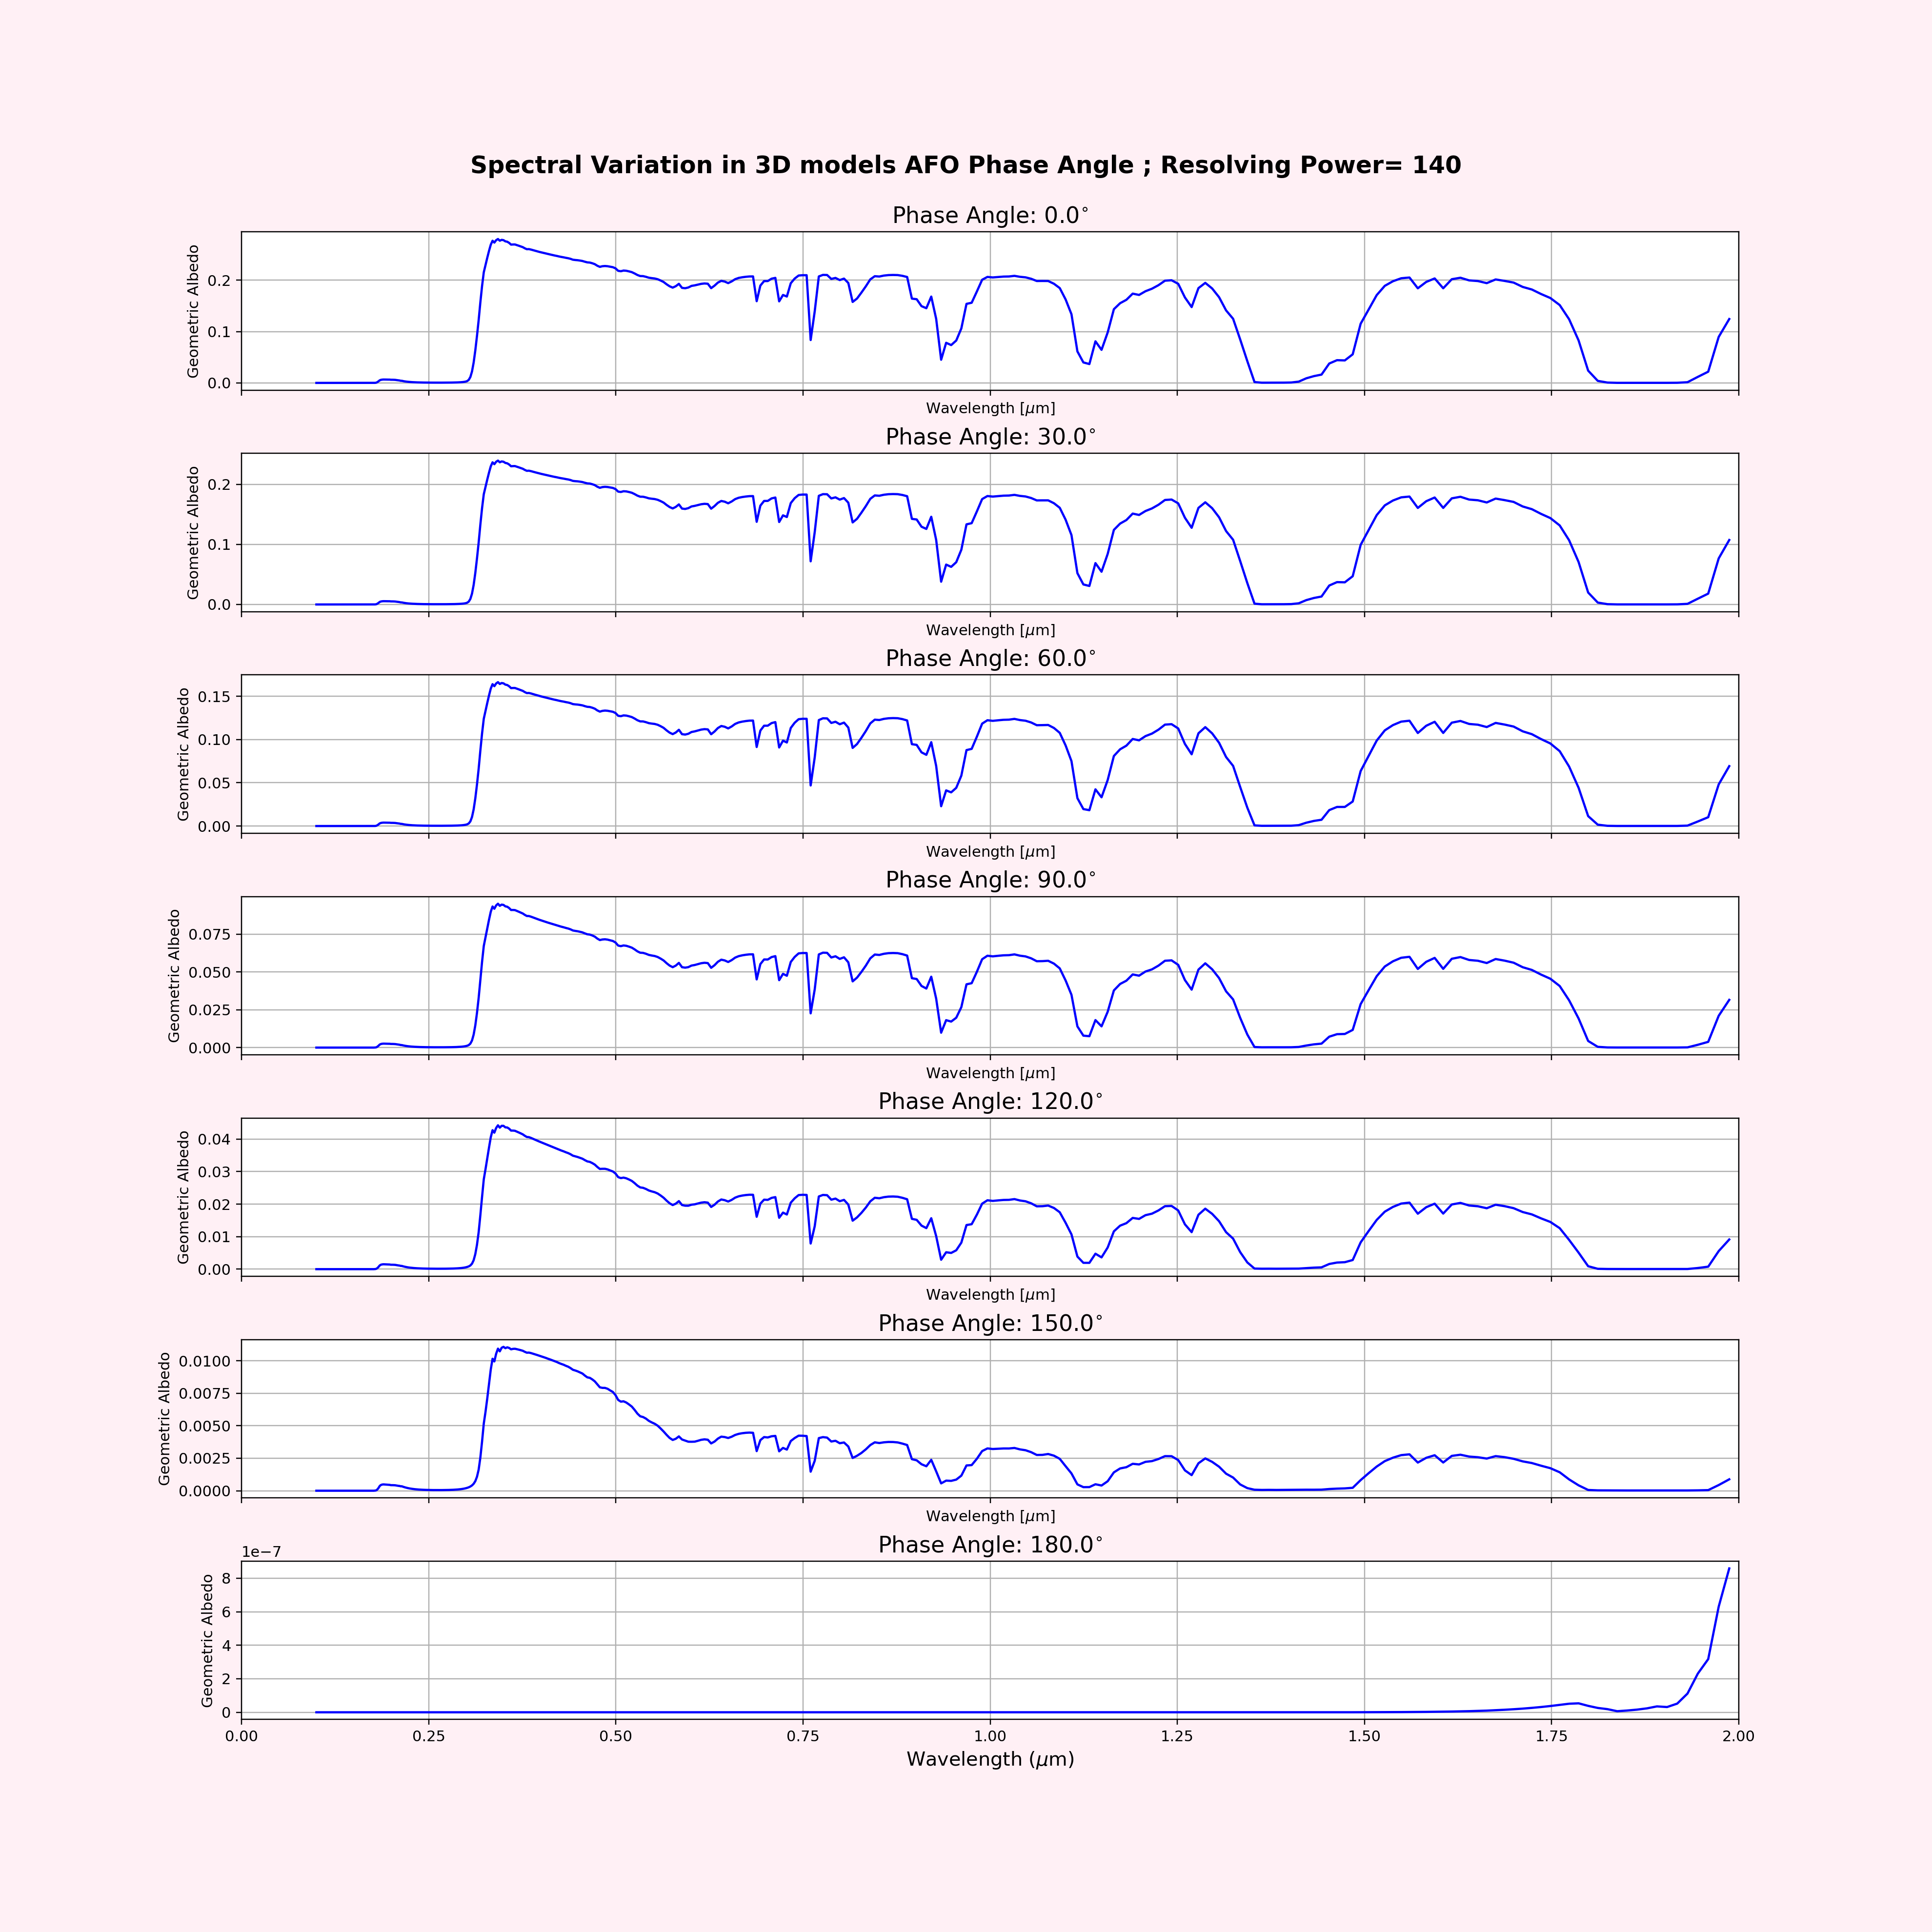 Spectral Variation in 3D models AFO Phase Angle ; Resolving Power= 140
Phase Angle: 0.0°
Geometric Albedo
0.2
0.1
0.0
Wavelength [μm]
Phase Angle: 30.0°
Geometric Albedo
0.2
0.1
0.0
Wavelength [μm]
Phase Angle: 60.0°
Geometric Albedo
0.15
0.10
0.05
0.00
Wavelength [μm]
Phase Angle: 90.0°
Geometric Albedo
0.075
0.050
0.025
0.000
Wavelength [μm]
Phase Angle: 120.0°
Geometric Albedo
0.04
0.03
0.02
0.01
0.00
Wavelength [μm]
Phase Angle: 150.0°
Geometric Albedo
0.0100
0.0075
0.0050
0.0025
0.0000
Wavelength [μm]
Phase Angle: 180.0°
1e−7
Geometric Albedo
8
6
4
2
0
0.00 0.25 0.50 0.75 1.00 1.25 1.50 1.75 2.00
Wavelength (μm)